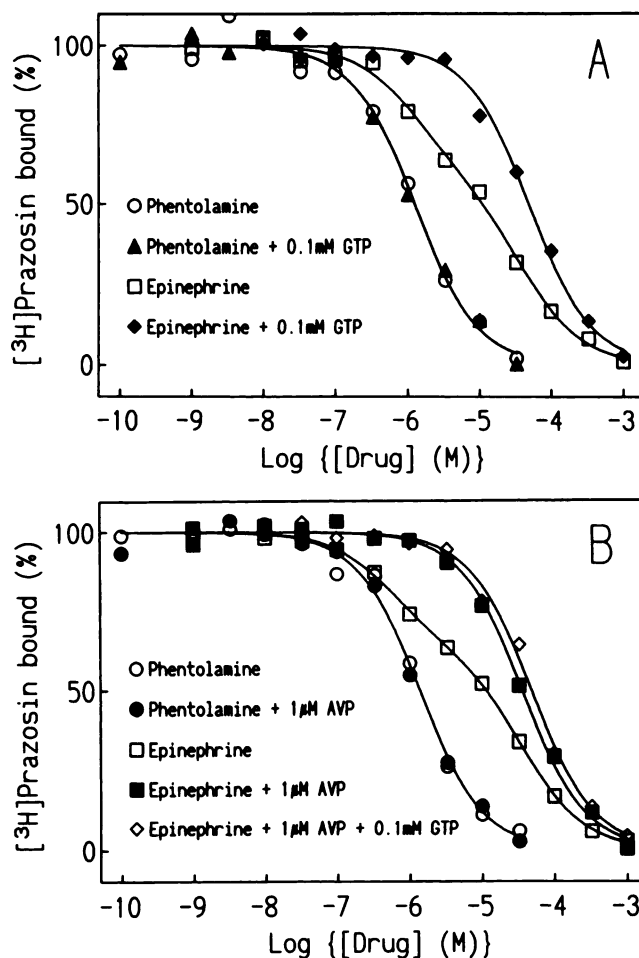 A
[³H]Prazosin bound (%)
100
50
0
Phentolamine
Phentolamine + 0.1mM GTP
Epinephrine
Epinephrine + 0.1mM GTP
-10 -9 -8 -7 -6 -5 -4 -3
Log {[Drug] (M)}
B
[³H]Prazosin bound (%)
100
50
0
Phentolamine
Phentolamine + 1µM AVP
Epinephrine
Epinephrine + 1µM AVP
Epinephrine + 1µM AVP + 0.1mM GTP
-10 -9 -8 -7 -6 -5 -4 -3
Log {[Drug] (M)}